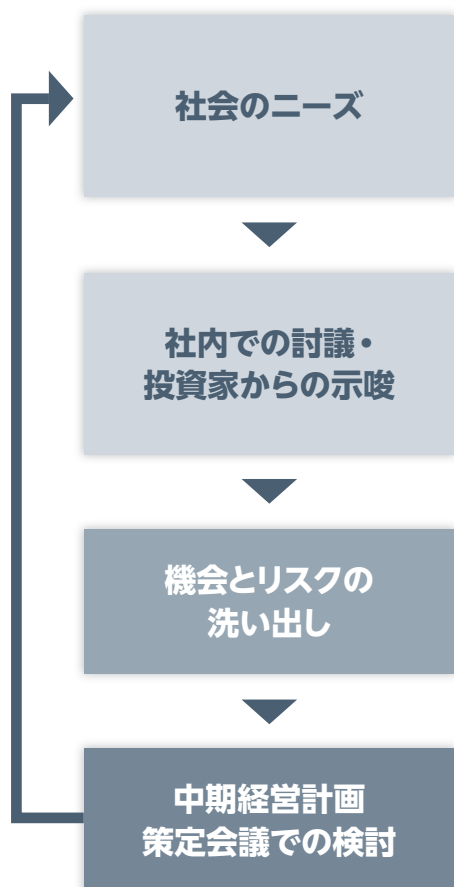 社会のニーズ
社内での討議・
投資家からの示唆
機会とリスクの
洗い出し
中期経営計画
策定会議での検討